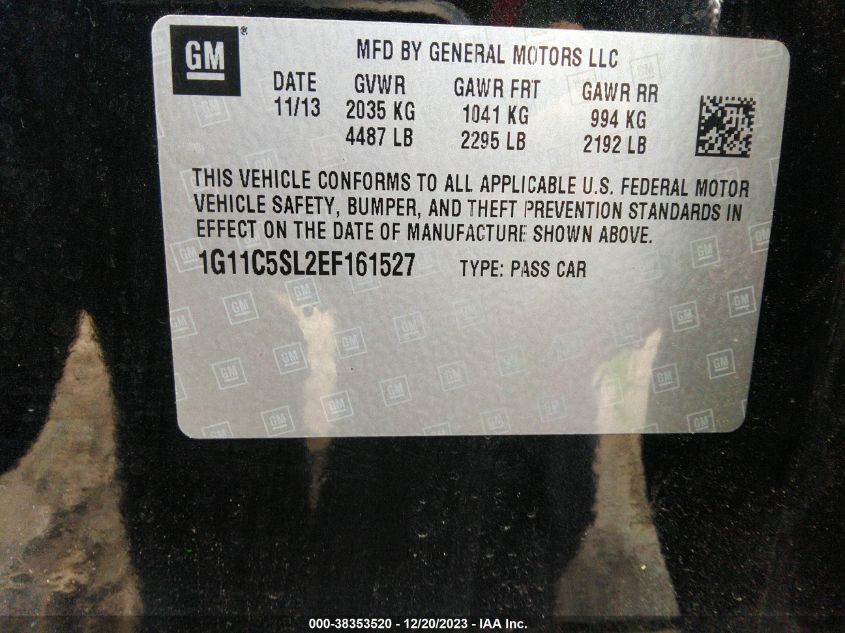 GM ®
MFD BY GENERAL MOTORS LLC
DATE GVWR GAWR FRT GAWR RR
11/13 2035 KG 1041 KG 994 KG
4487 LB 2295 LB 2192 LB
THIS VEHICLE CONFORMS TO ALL APPLICABLE U.S. FEDERAL MOTOR
VEHICLE SAFETY, BUMPER, AND THEFT PREVENTION STANDARDS IN
EFFECT ON THE DATE OF MANUFACTURE SHOWN ABOVE.
1G11C5SL2EF161527 TYPE: PASS CAR
000-38353520 - 12/20/2023 - IAA Inc.